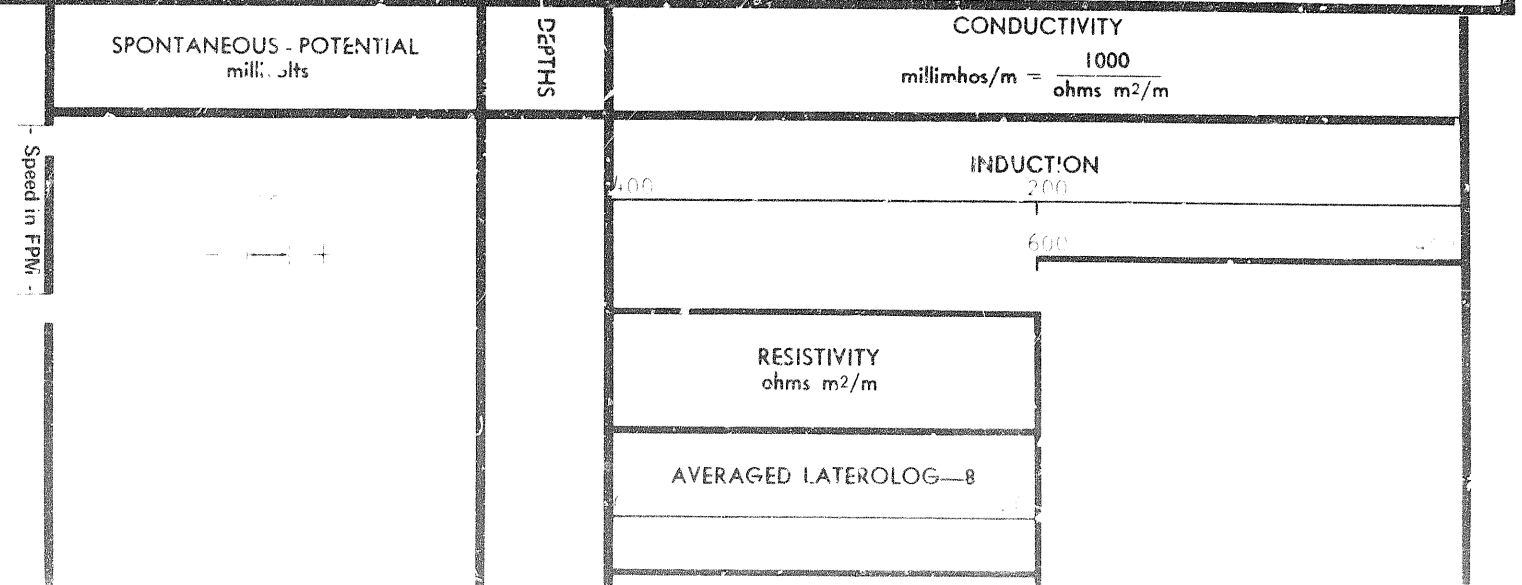 SPONTANEOUS - POTENTIAL
DEPTHS
CONDUCTIVITY
millimhos/m = 1000
ohms m2/m
- Speed in FPM -
INDUCTION
400 200
600
- +
RESISTIVITY
ohms m2/m
AVERAGED LATEROLOG—8